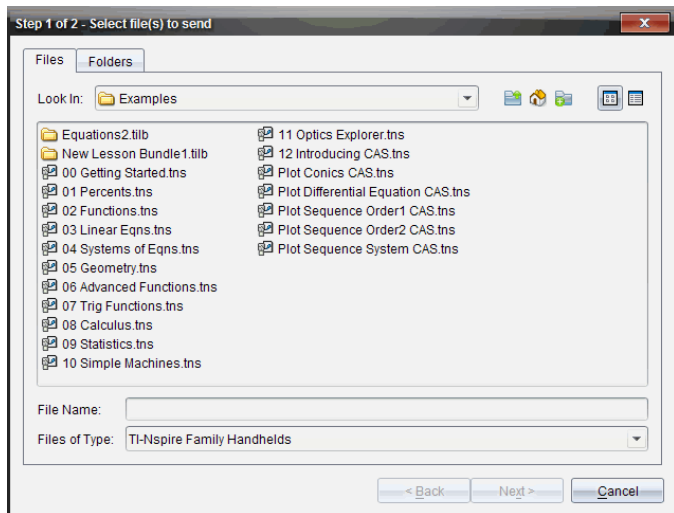 Step 1 of 2 - Select file(s) to send
Files Folders
Look In: Examples
Equations2.tilb
New Lesson Bundle1.tilb
00 Getting Started.tns
01 Percents.tns
02 Functions.tns
03 Linear Eqns.tns
04 Systems of Eqns.tns
05 Geometry.tns
06 Advanced Functions.tns
07 Trig Functions.tns
08 Calculus.tns
09 Statistics.tns
10 Simple Machines.tns
11 Optics Explorer.tns
12 Introducing CAS.tns
Plot Conics CAS.tns
Plot Differential Equation CAS.tns
Plot Sequence Order1 CAS.tns
Plot Sequence Order2 CAS.tns
Plot Sequence System CAS.tns
File Name:
Files of Type: TI-Nspire Family Handhelds
< Back Next > Cancel